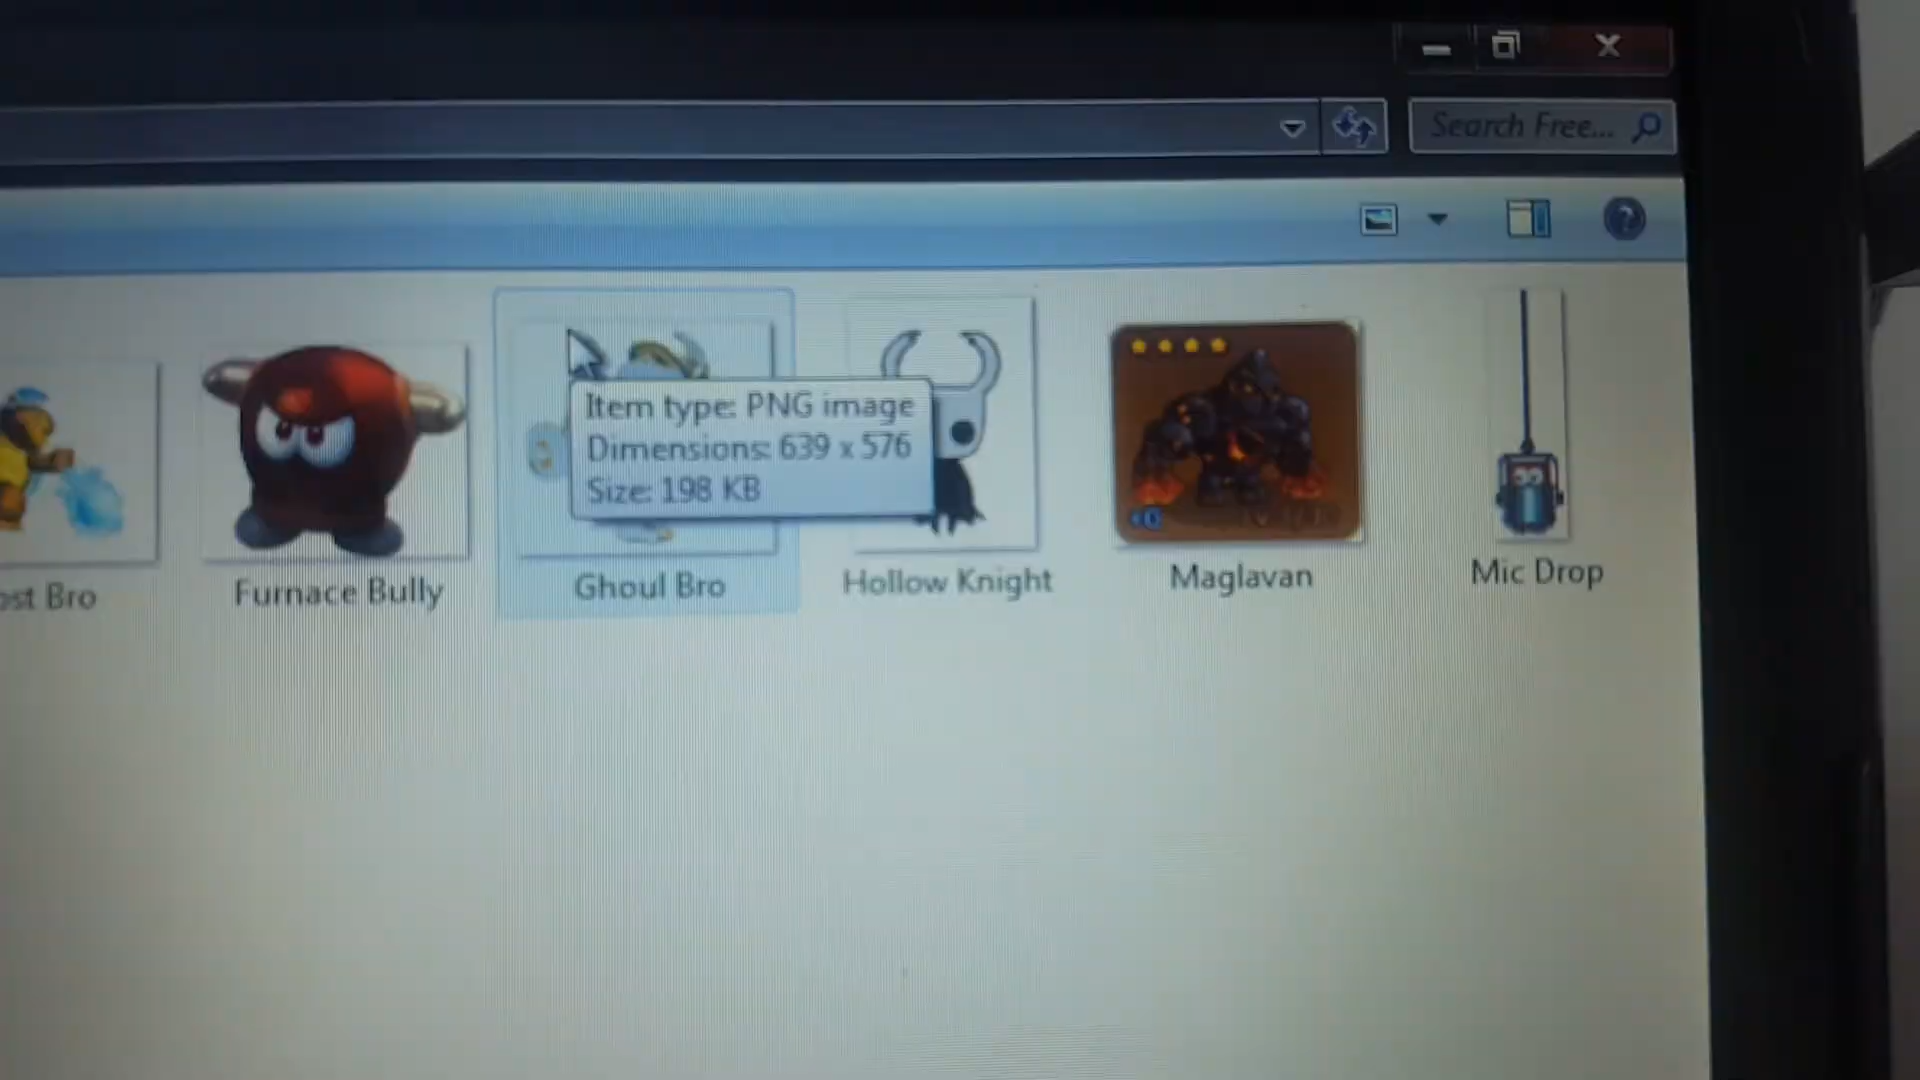 Search Free...
Item type: PNG image
Dimensions: 639 x 576
Size: 198 KB
ost Bro
Furnace Bully
Ghoul Bro
Hollow Knight
Maglavan
Mic Drop